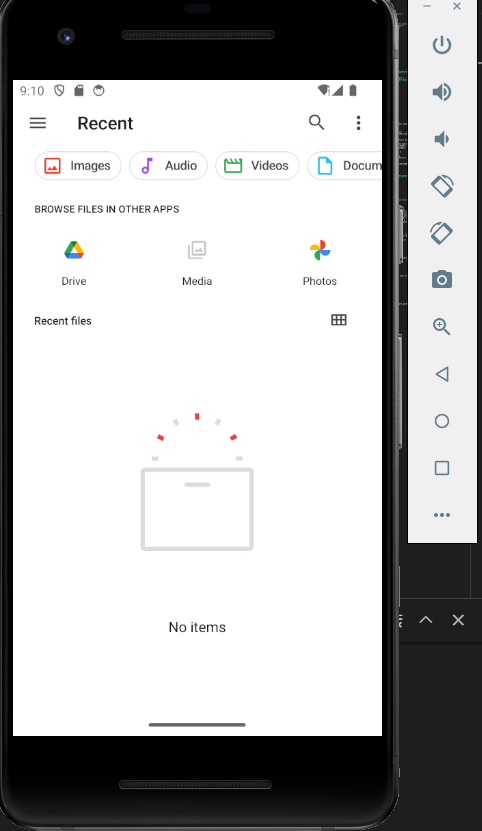 9:10
Recent
Images Audio Videos Docum
BROWSE FILES IN OTHER APPS
Drive Media Photos
Recent files
No items